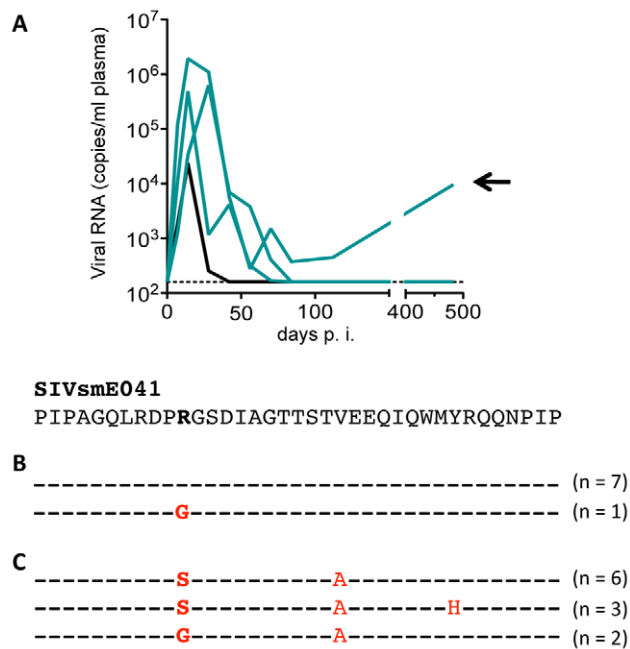 A
10⁷
10⁶
10⁵
10⁴
10³
10²
Viral RNA (copies/ml plasma)
0
50
100
400
500
days p. i.
SIVsmE041
PIPAGQLRDPRGSDIAGTTSTVEEQIQWMYRQQNPIP
B
------------------------------------- (n = 7)
----------G-------------------------- (n = 1)
C
----------S----------A--------------- (n = 6)
----------S----------A-------H------- (n = 3)
----------G----------A--------------- (n = 2)